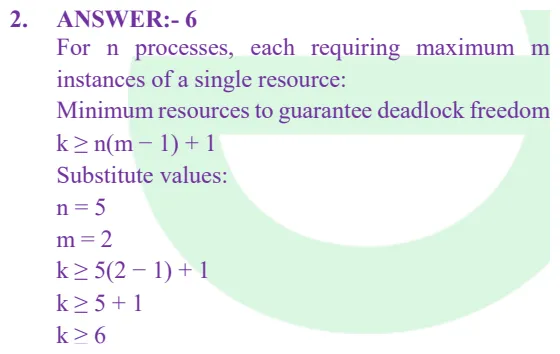 2. ANSWER:- 6
For n processes, each requiring maximum m
instances of a single resource:
Minimum resources to guarantee deadlock freedom
k ≥ n(m − 1) + 1
Substitute values:
n = 5
m = 2
k ≥ 5(2 − 1) + 1
k ≥ 5 + 1
k ≥ 6